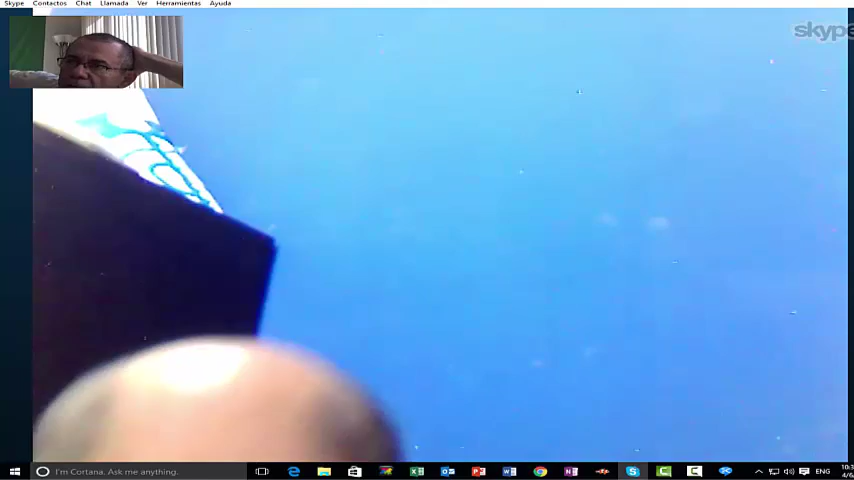 Skype Contactos Chat Llamada Ver Herramientas Ayuda
skype
I'm Cortana. Ask me anything.
ENG